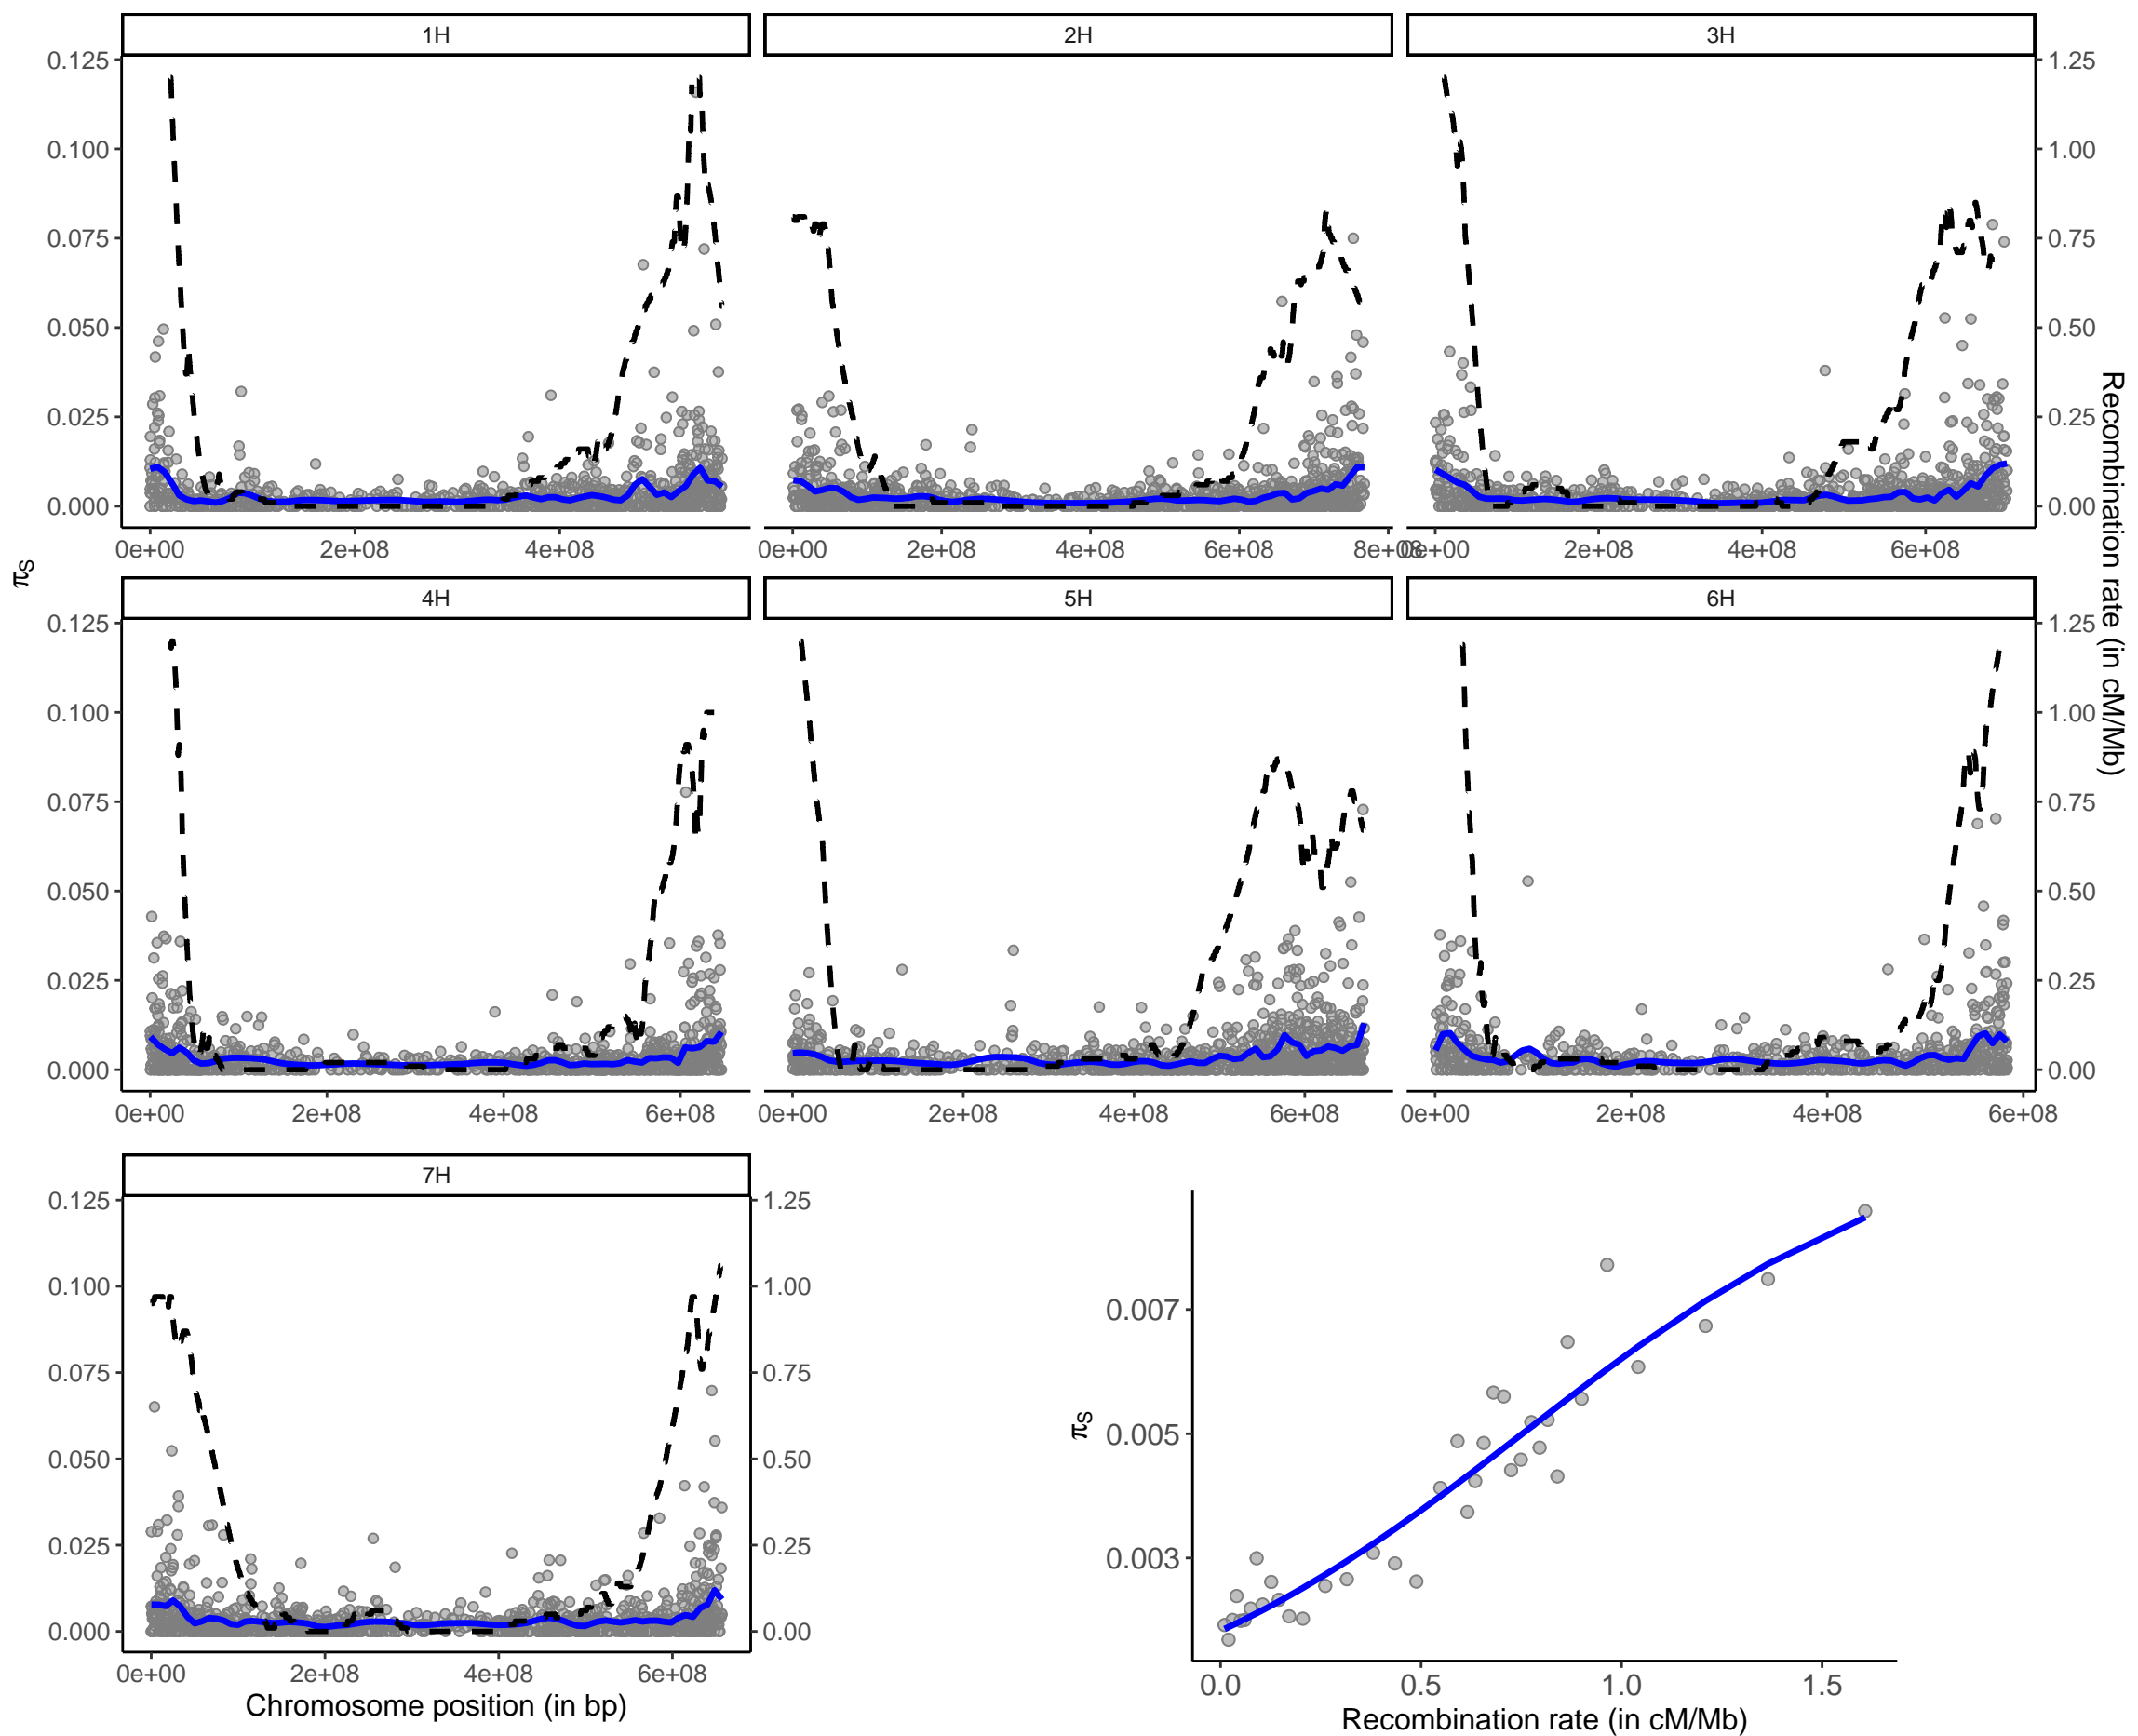 1H 2H 3H
0.125 1.25
0.100 1.00
0.075 0.75
0.050 0.50
0.025 0.25
0.000 0.00
0e+00 2e+08 4e+08 0e+00 2e+08 4e+08 6e+08 8e+08 0e+00 2e+08 4e+08 6e+08
πS
Recombination rate (in cM/Mb)
4H 5H 6H
0.125 1.25
0.100 1.00
0.075 0.75
0.050 0.50
0.025 0.25
0.000 0.00
0e+00 2e+08 4e+08 6e+08 0e+00 2e+08 4e+08 6e+08 0e+00 2e+08 4e+08 6e+08
7H
0.125 1.25
0.100 1.00
0.075 0.75
0.050 0.50
0.025 0.25
0.000 0.00
0e+00 2e+08 4e+08 6e+08
Chromosome position (in bp)
πS
0.007
0.005
0.003
0.0 0.5 1.0 1.5
Recombination rate (in cM/Mb)